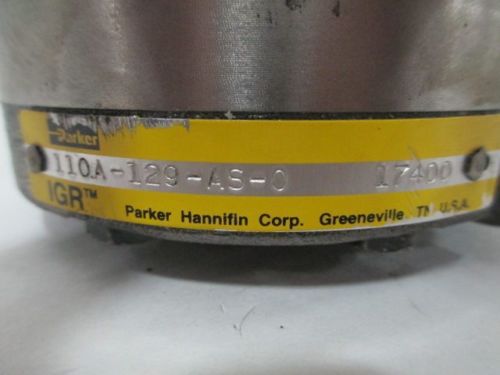 Parker
110A-129-AS-0 17400
IGR™
Parker Hannifin Corp. Greeneville TN U.S.A.